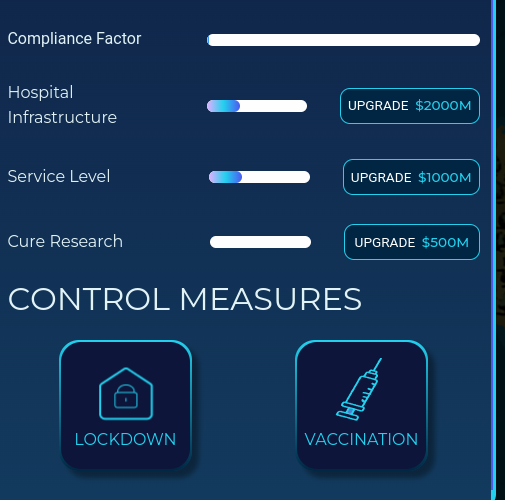 Compliance Factor
Hospital
Infrastructure
UPGRADE $2000M
Service Level
UPGRADE $1000M
Cure Research
UPGRADE $500M
CONTROL MEASURES
LOCKDOWN
VACCINATION